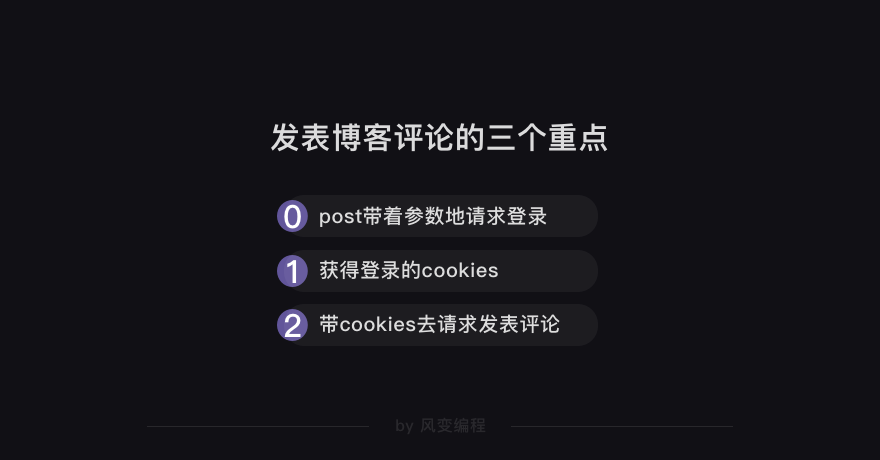 发表博客评论的三个重点
0 post带着参数地请求登录
1 获得登录的cookies
2 带cookies去请求发表评论
by 风变编程